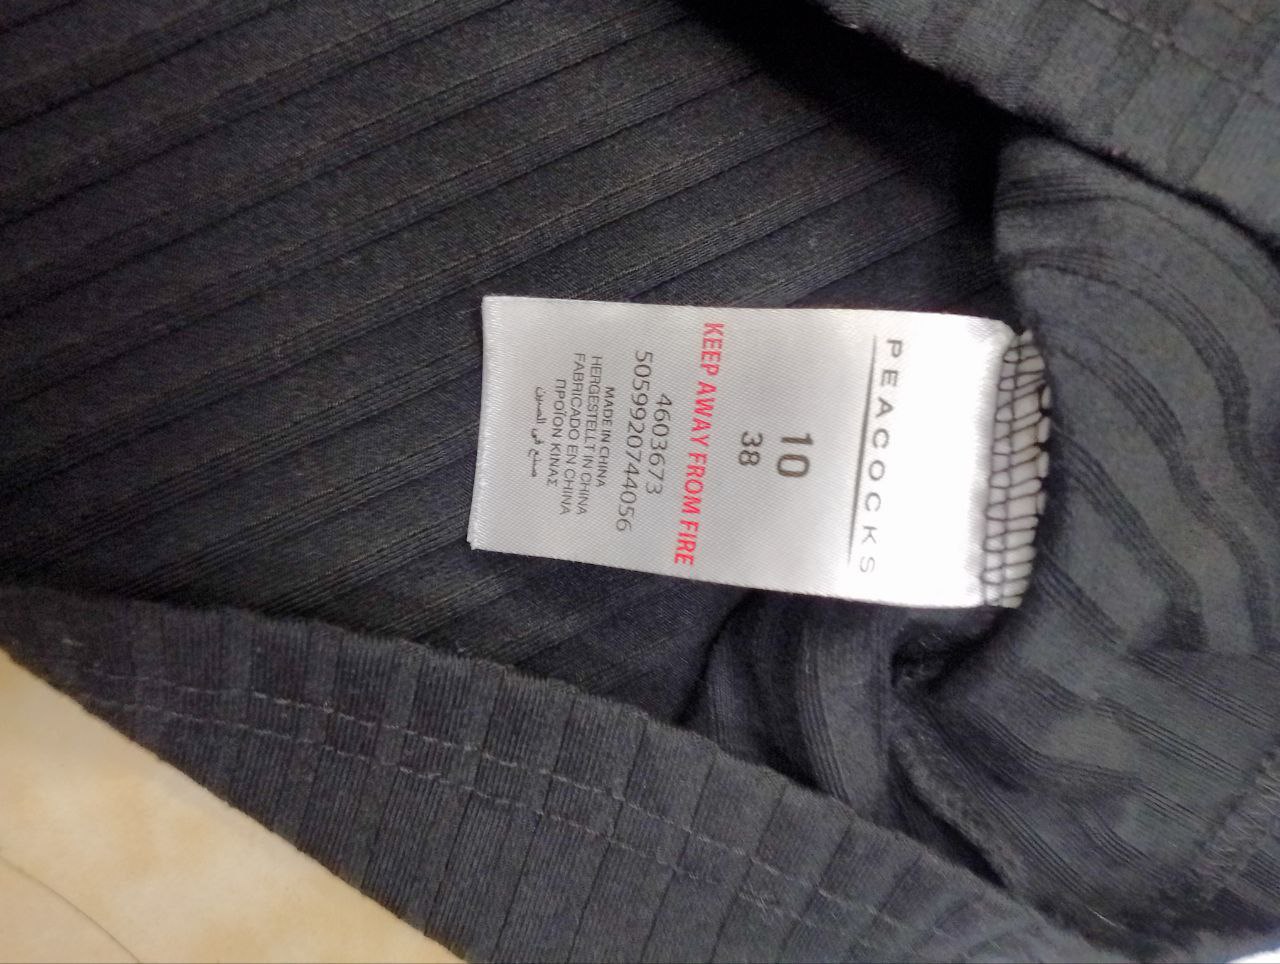 PEACOCKS
10
38
KEEP AWAY FROM FIRE
4603673
5059920744056
MADE IN CHINA
HERGESTELLT IN CHINA
FABRICADO EN CHINA
ΠΡΟΪΟΝ ΚΙΝΑΣ
صنع في الصين